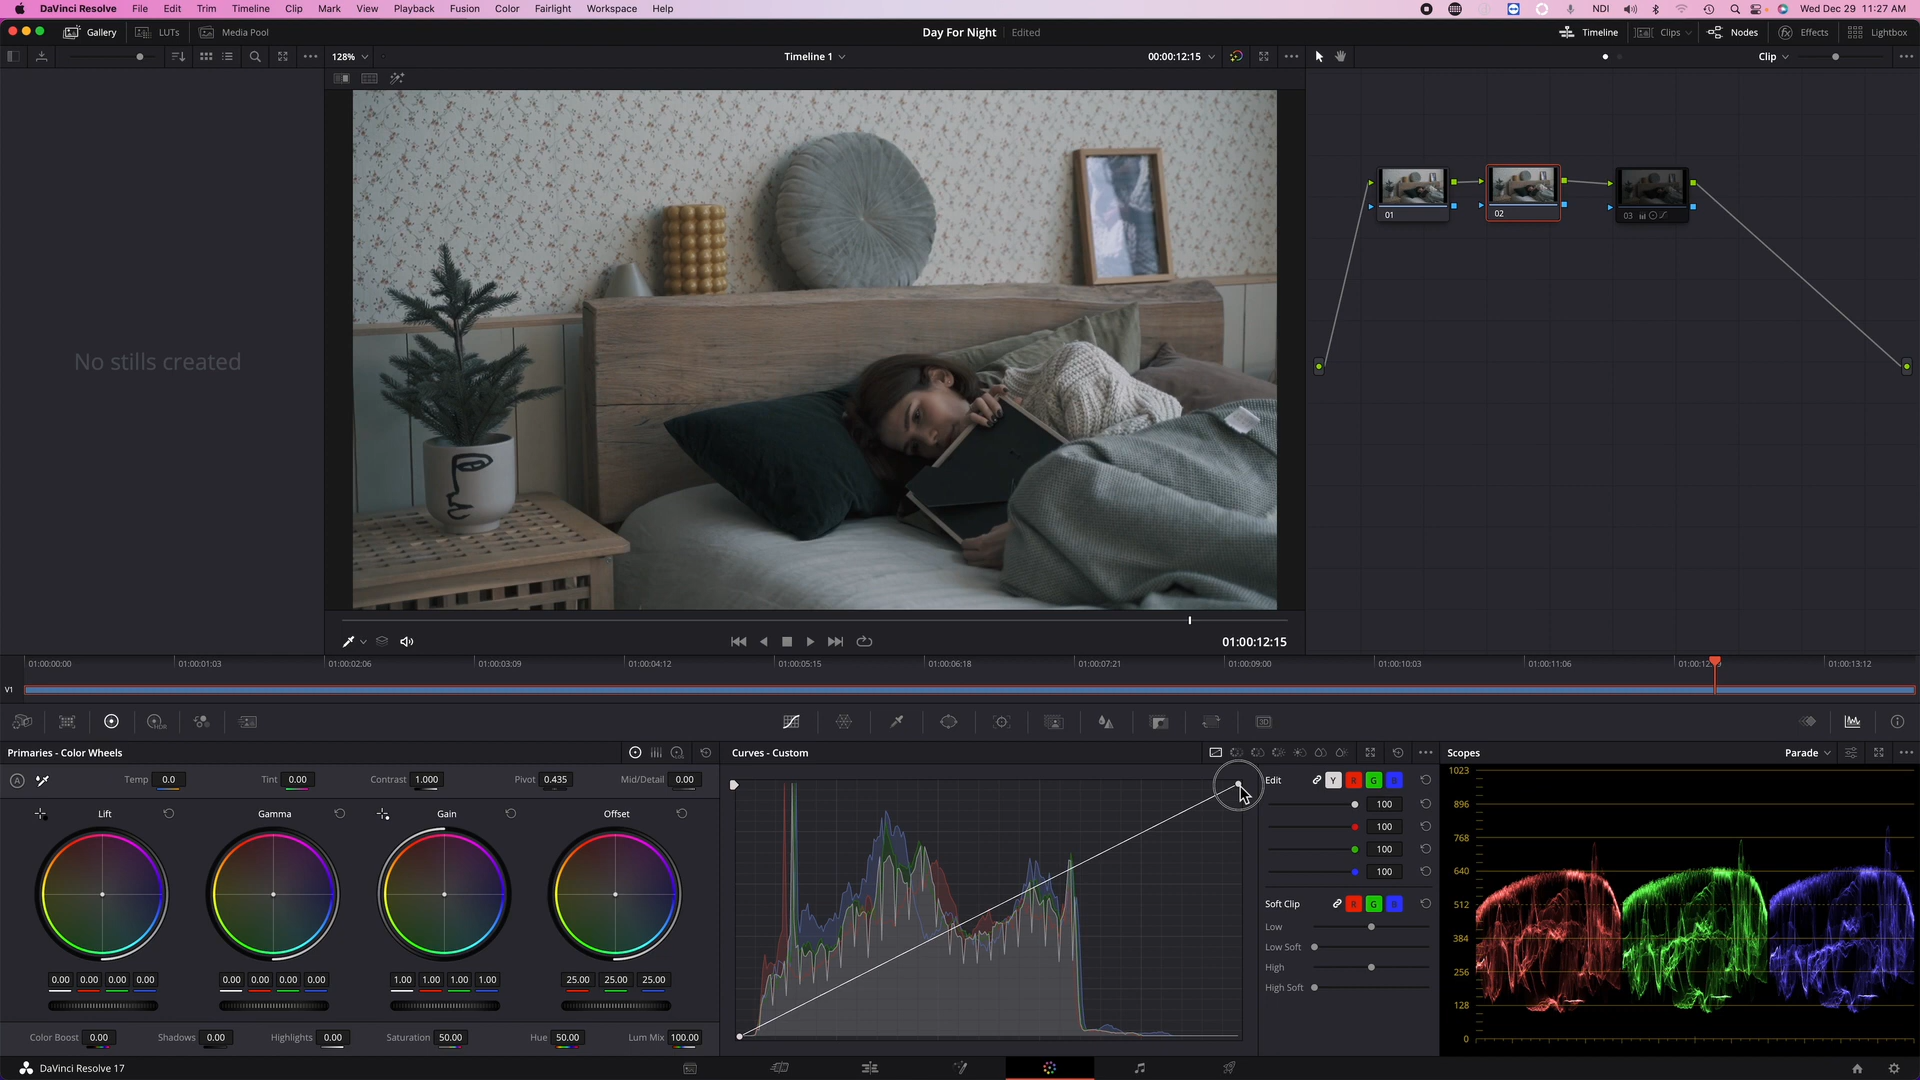 DaVinci Resolve File Edit Trim Timeline Clip Mark View Playback Fusion Color Fairlight Workspace Help NDI Wed Dec 29 11:27 AM
Gallery LUTs Media Pool Day For Night Edited Timeline Clips Nodes Effects Lightbox
128% Timeline 1 00:00:12:15 Clip
01 02 03
No stills created
01:00:12:15
01:00:00:00 01:00:01:03 01:00:02:06 01:00:03:09 01:00:04:12 01:00:05:15 01:00:06:18 01:00:07:21 01:00:09:00 01:00:10:03 01:00:11:06 01:00:12: 01:00:13:12
V1
Primaries - Color Wheels Curves - Custom Scopes Parade
Temp 0.0 Tint 0.00 Contrast 1.000 Pivot 0.435 Mid/Detail 0.00
Lift Gamma Gain Offset
0.00 0.00 0.00 0.00 0.00 0.00 0.00 0.00 1.00 1.00 1.00 1.00 25.00 25.00 25.00
Color Boost 0.00 Shadows 0.00 Highlights 0.00 Saturation 50.00 Hue 50.00 Lum Mix 100.00
Edit Y R G B
100
100
100
100
Soft Clip R G B
Low
Low Soft
High
High Soft
1023
896
768
640
512
384
256
128
0
DaVinci Resolve 17